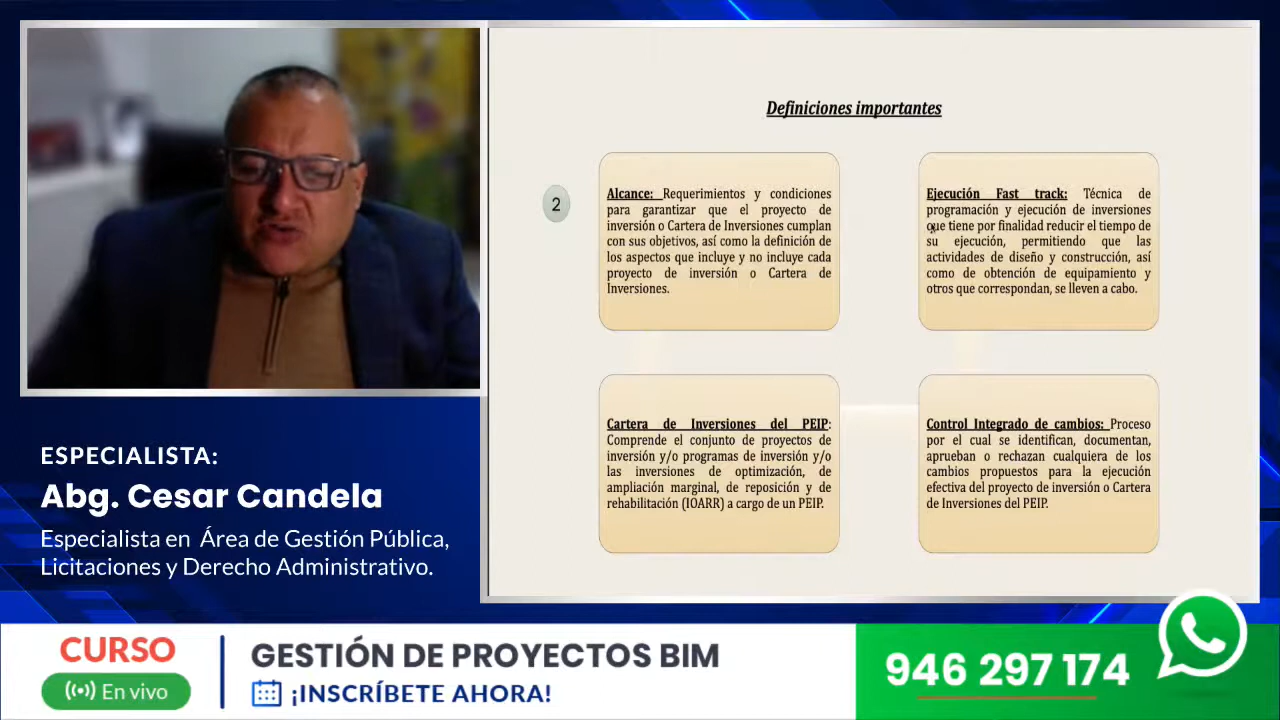 Definiciones importantes
2
Alcance: Requerimientos y condiciones
para garantizar que el proyecto de
inversión o Cartera de Inversiones cumplan
con sus objetivos, así como la definición de
los aspectos que incluye y no incluye cada
proyecto de inversión o Cartera de
Inversiones.
Ejecución Fast track: Técnica de
programación y ejecución de inversiones
que tiene por finalidad reducir el tiempo de
su ejecución, permitiendo que las
actividades de diseño y construcción, así
como de obtención de equipamiento y
otros que correspondan, se lleven a cabo.
Cartera de Inversiones del PEIP:
Comprende el conjunto de proyectos de
inversión y/o programas de inversión y/o
las inversiones de optimización, de
ampliación marginal, de reposición y de
rehabilitación (IOARR) a cargo de un PEIP.
Control Integrado de cambios: Proceso
por el cual se identifican, documentan,
aprueban o rechazan cualquiera de los
cambios propuestos para la ejecución
efectiva del proyecto de inversión o Cartera
de Inversiones del PEIP.
ESPECIALISTA:
Abg. Cesar Candela
Especialista en Área de Gestión Pública,
Licitaciones y Derecho Administrativo.
CURSO
En vivo
GESTIÓN DE PROYECTOS BIM
¡INSCRÍBETE AHORA!
946 297 174